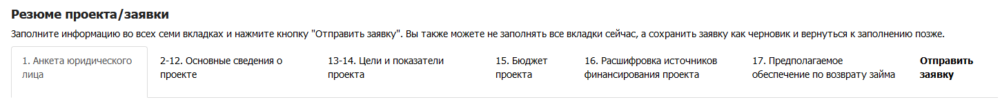 Резюме проекта/заявки
Заполните информацию во всех семи вкладках и нажмите кнопку "Отправить заявку". Вы также можете не заполнять все вкладки сейчас, а сохранить заявку как черновик и вернуться к заполнению позже.
1. Анкета юридического
лица
2-12. Основные сведения о
проекте
13-14. Цели и показатели
проекта
15. Бюджет
проекта
16. Расшифровка источников
финансирования проекта
17. Предполагаемое
обеспечение по возврату займа
Отправить
заявку